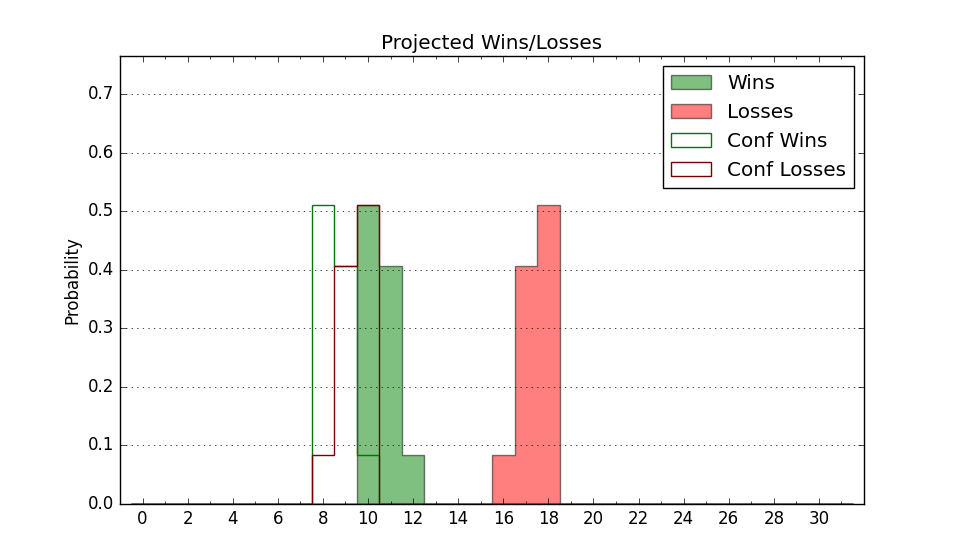 Projected Wins/Losses
Wins
Losses
Conf Wins
Conf Losses
Probability
0.7
0.6
0.5
0.4
0.3
0.2
0.1
0.0
0 2 4 6 8 10 12 14 16 18 20 22 24 26 28 30